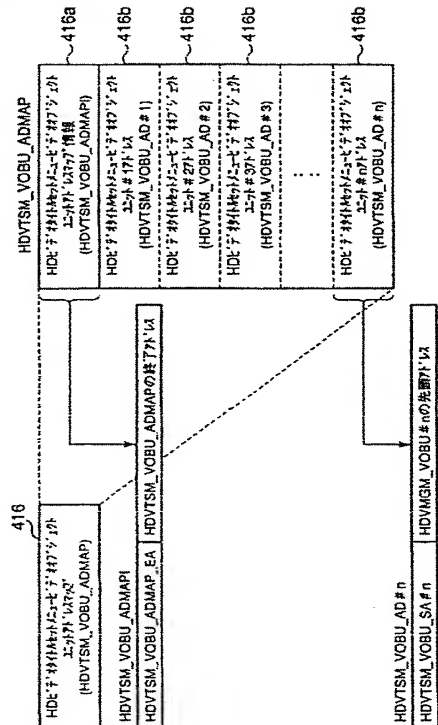 416
HDビデオタイトルセットメニュービデオオブジェクト
ユニットアドレスマップ
(HDVTSM_VOBU_ADMAP)
HDVTSM_VOBU_ADMAPI
HDVTSM_VOBU_ADMAP_EA
HDVTSM_VOBU_ADMAPの終了アドレス
HDVTSM_VOBU_AD#n
HDVTSM_VOBU_SA#n
HDVMGM_VOBU#nの先頭アドレス
HDVTSM_VOBU_ADMAP
HDビデオタイトルセットメニュービデオオブジェクト
ユニットアドレスマップ情報
(HDVTSM_VOBU_ADMAPI)
416a
HDビデオタイトルセットメニュービデオオブジェクト
ユニット#1アドレス
(HDVTSM_VOBU_AD#1)
416b
HDビデオタイトルセットメニュービデオオブジェクト
ユニット#2アドレス
(HDVTSM_VOBU_AD#2)
416b
HDビデオタイトルセットメニュービデオオブジェクト
ユニット#3アドレス
(HDVTSM_VOBU_AD#3)
416b
⋮
HDビデオタイトルセットメニュービデオオブジェクト
ユニット#nアドレス
(HDVTSM_VOBU_AD#n)
416b